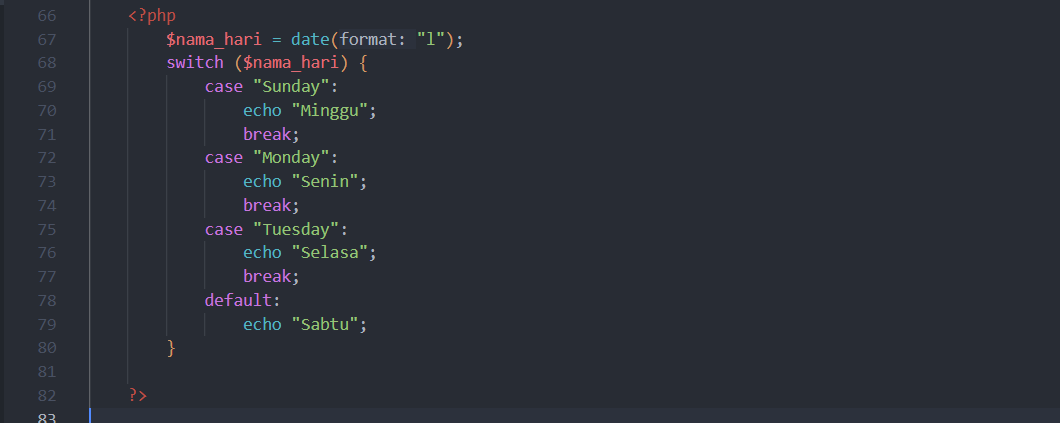 66 <?php
67 $nama_hari = date(format: "l");
68 switch ($nama_hari) {
69 case "Sunday":
70 echo "Minggu";
71 break;
72 case "Monday":
73 echo "Senin";
74 break;
75 case "Tuesday":
76 echo "Selasa";
77 break;
78 default:
79 echo "Sabtu";
80 }
81
82 ?>
83